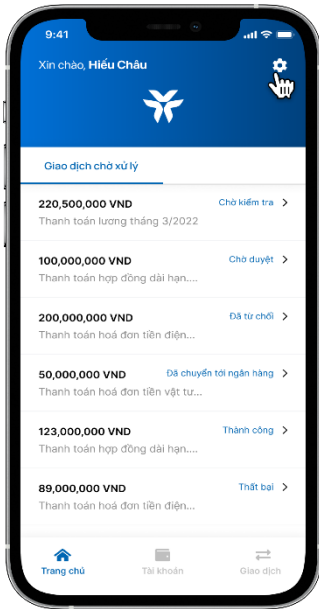 9:41
Xin chào, Hiếu Châu
Giao dịch chờ xử lý
220,500,000 VND
Chờ kiểm tra
Thanh toán lương tháng 3/2022
100,000,000 VND
Chờ duyệt
Thanh toán hợp đồng dài hạn....
200,000,000 VND
Đã từ chối
Thanh toán hoá đơn tiền điện...
50,000,000 VND
Đã chuyển tới ngân hàng
Thanh toán hoá đơn tiền vật tư...
123,000,000 VND
Thành công
Thanh toán hợp đồng dài hạn....
89,000,000 VND
Thất bại
Thanh toán hoá đơn tiền điện...
Trang chủ
Tài khoản
Giao dịch